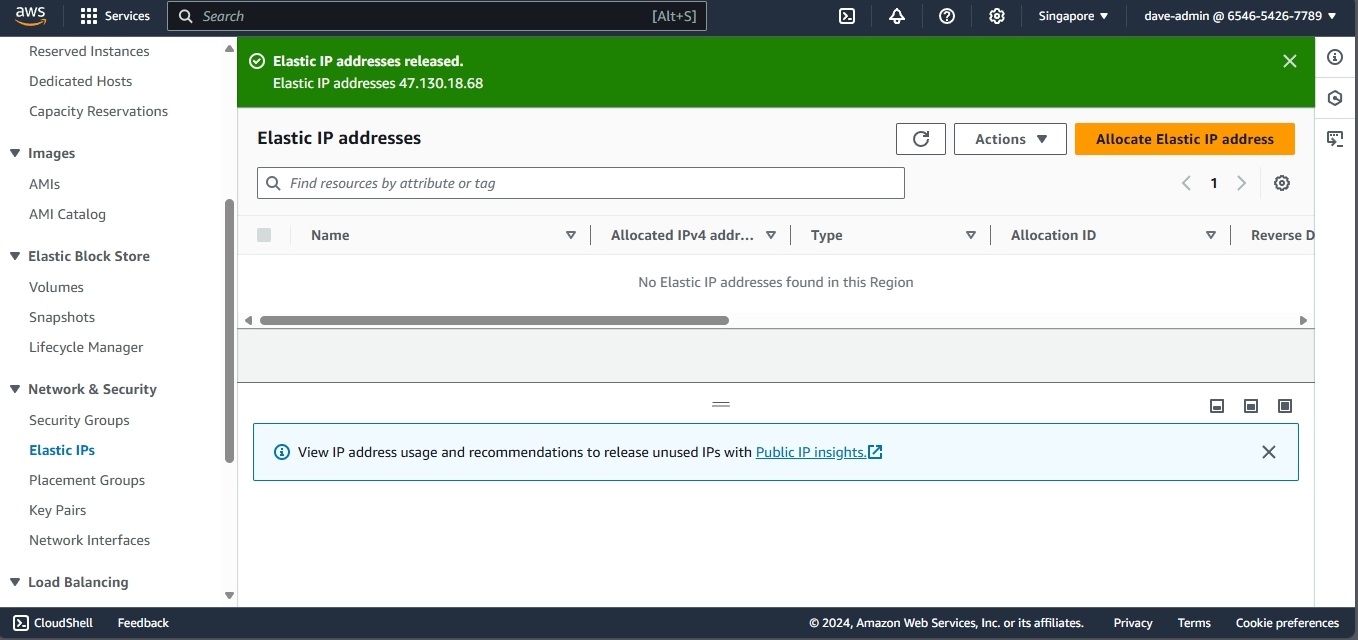 aws
Services
Search [Alt+S]
Singapore
dave-admin @ 6546-5426-7789
Reserved Instances
Dedicated Hosts
Capacity Reservations
Images
AMIs
AMI Catalog
Elastic Block Store
Volumes
Snapshots
Lifecycle Manager
Network & Security
Security Groups
Elastic IPs
Placement Groups
Key Pairs
Network Interfaces
Load Balancing
Elastic IP addresses released.
Elastic IP addresses 47.130.18.68
Elastic IP addresses
Actions
Allocate Elastic IP address
Find resources by attribute or tag
1
Name Allocated IPv4 addr... Type Allocation ID Reverse D
No Elastic IP addresses found in this Region
View IP address usage and recommendations to release unused IPs with Public IP insights.
CloudShell Feedback
© 2024, Amazon Web Services, Inc. or its affiliates. Privacy Terms Cookie preferences